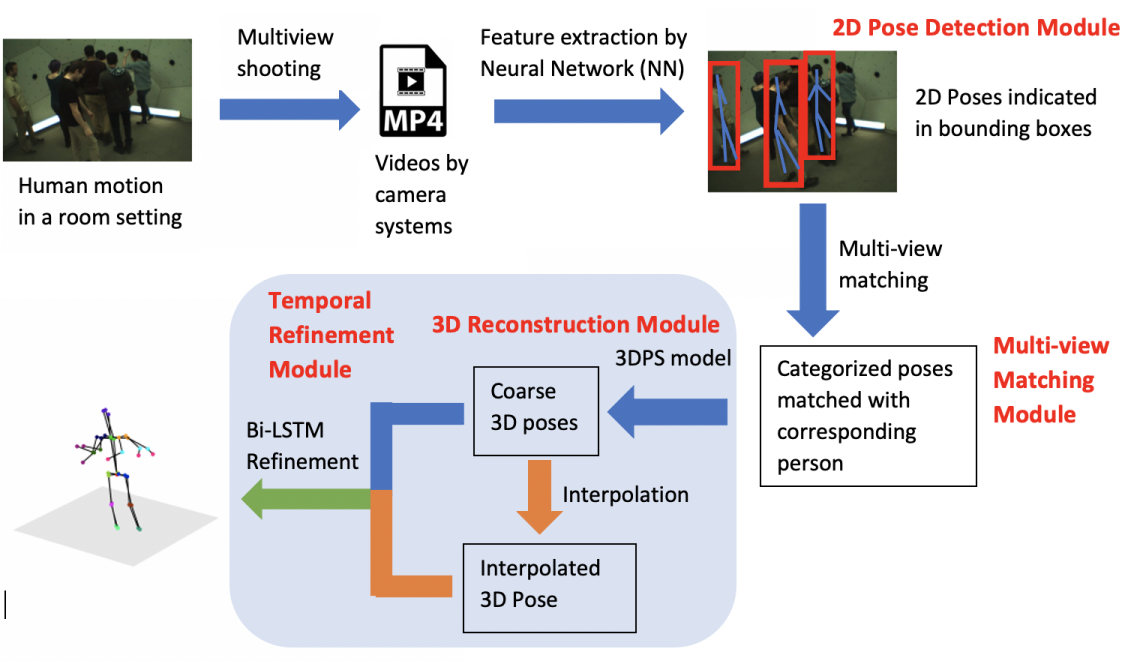 Multiview
shooting
Feature extraction by
Neural Network (NN)
2D Pose Detection Module
MP4
2D Poses indicated
in bounding boxes
Human motion
in a room setting
Videos by
camera
systems
Multi-view
matching
Temporal
Refinement
Module
3D Reconstruction Module
3DPS model
Coarse
3D poses
Categorized poses
matched with
corresponding
person
Multi-view
Matching
Module
Bi-LSTM
Refinement
Interpolation
Interpolated
3D Pose